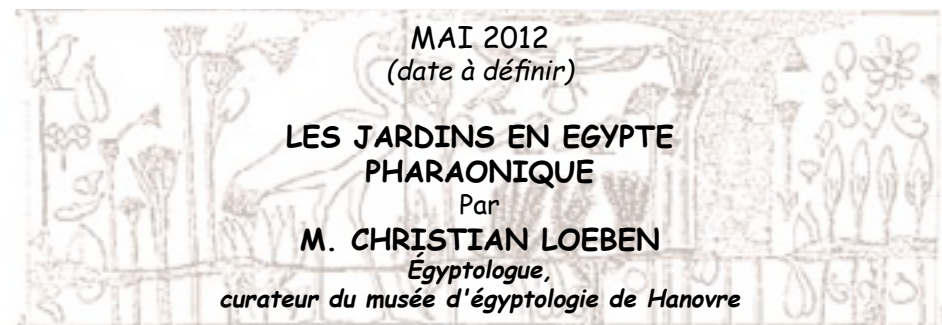 MAI 2012
(date à définir)
LES JARDINS EN EGYPTE
PHARAONIQUE
Par
M. CHRISTIAN LOEBEN
Égyptologue,
curateur du musée d'égyptologie de Hanovre